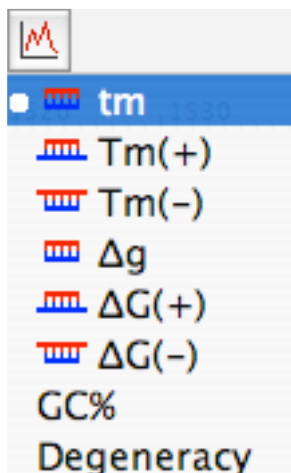 tm
Tm(+)
Tm(−)
Δg
ΔG(+)
ΔG(−)
GC%
Degeneracy